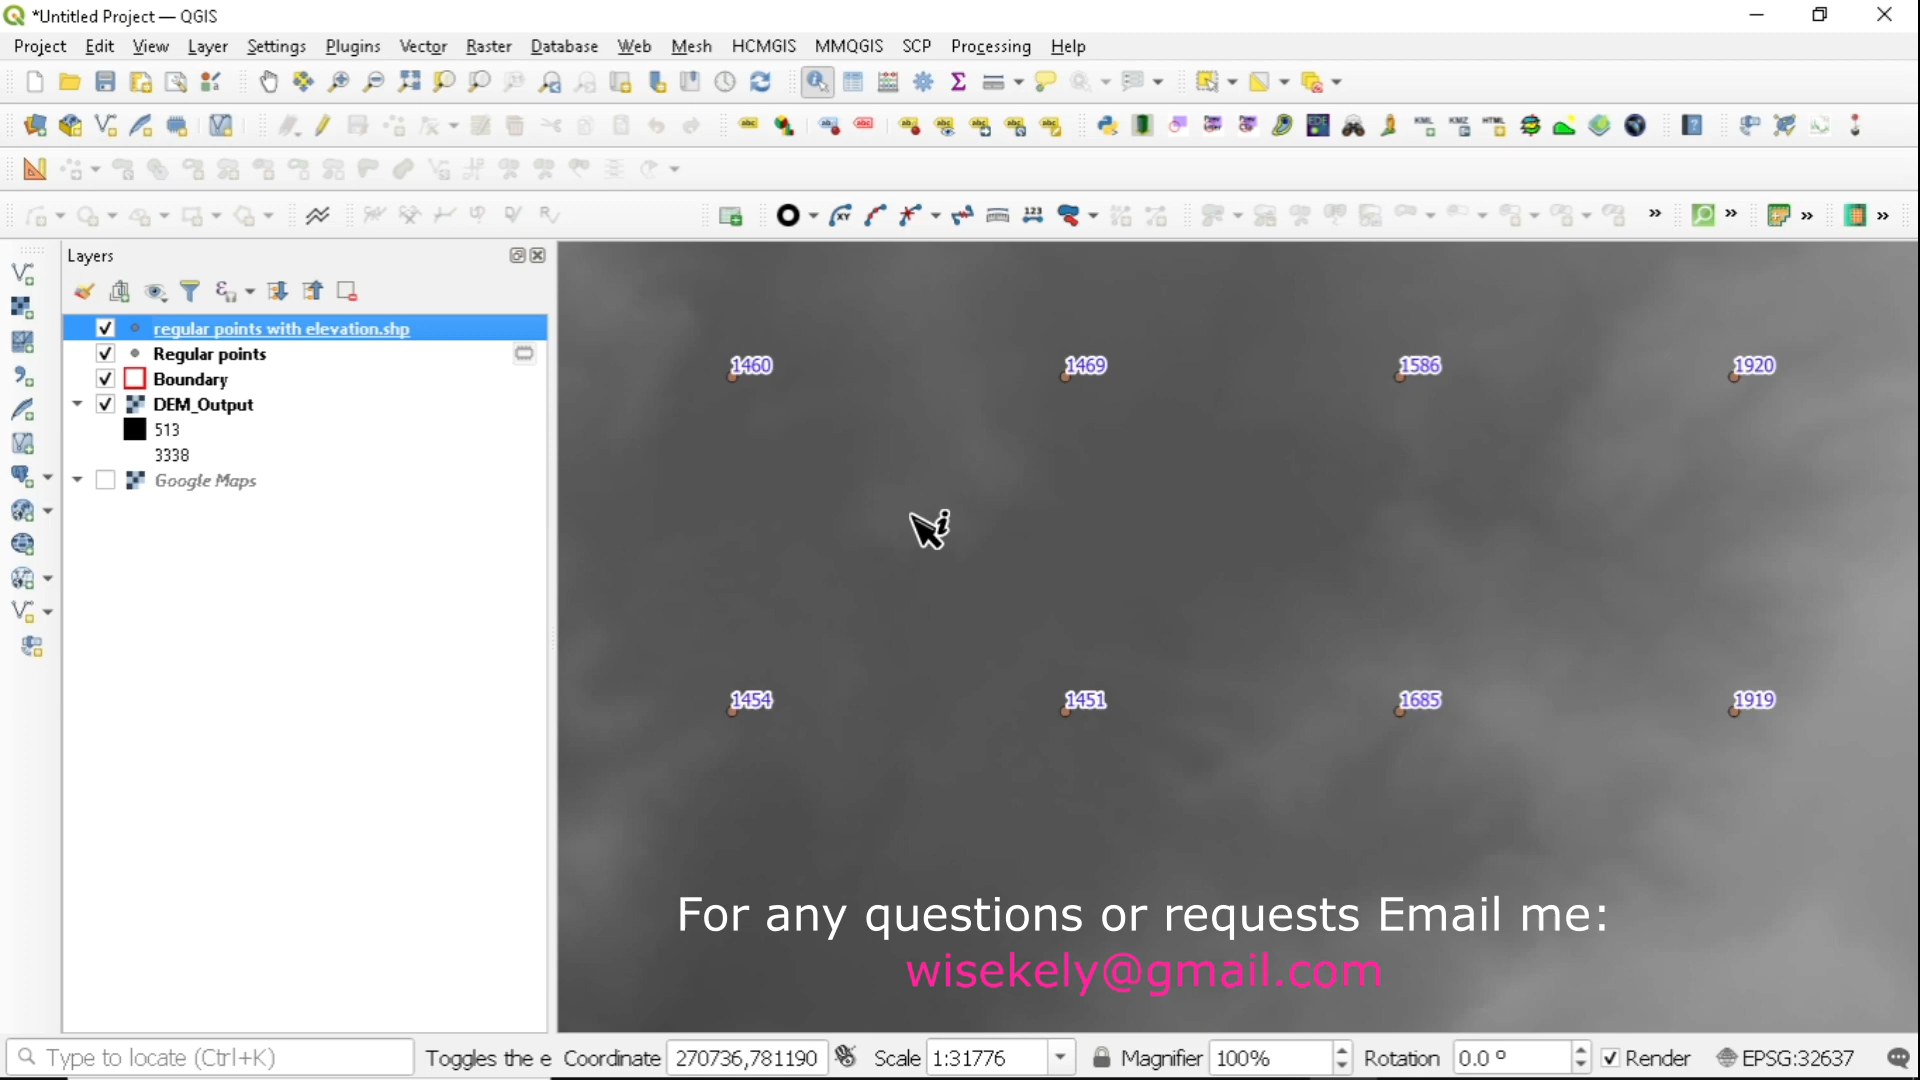 *Untitled Project — QGIS
Project Edit View Layer Settings Plugins Vector Raster Database Web Mesh HCMGIS MMQGIS SCP Processing Help
Layers
regular points with elevation.shp
Regular points
Boundary
DEM_Output
513
3338
Google Maps
1460 1469 1586 1920
1454 1451 1685 1919
For any questions or requests Email me:
wisekely@gmail.com
Type to locate (Ctrl+K) Toggles the e Coordinate 270736,781190 Scale 1:31776 Magnifier 100% Rotation 0.0 ° Render EPSG:32637